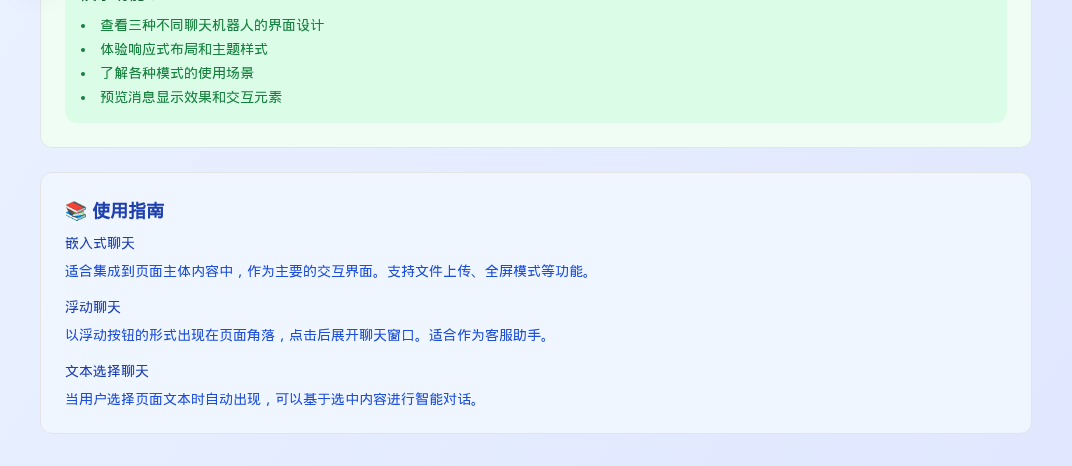 查看三种不同聊天机器人的界面设计
体验响应式布局和主题样式
了解各种模式的使用场景
预览消息显示效果和交互元素
📚 使用指南
嵌入式聊天
适合集成到页面主体内容中，作为主要的交互界面。支持文件上传、全屏模式等功能。
浮动聊天
以浮动按钮的形式出现在页面角落，点击后展开聊天窗口。适合作为客服助手。
文本选择聊天
当用户选择页面文本时自动出现，可以基于选中内容进行智能对话。